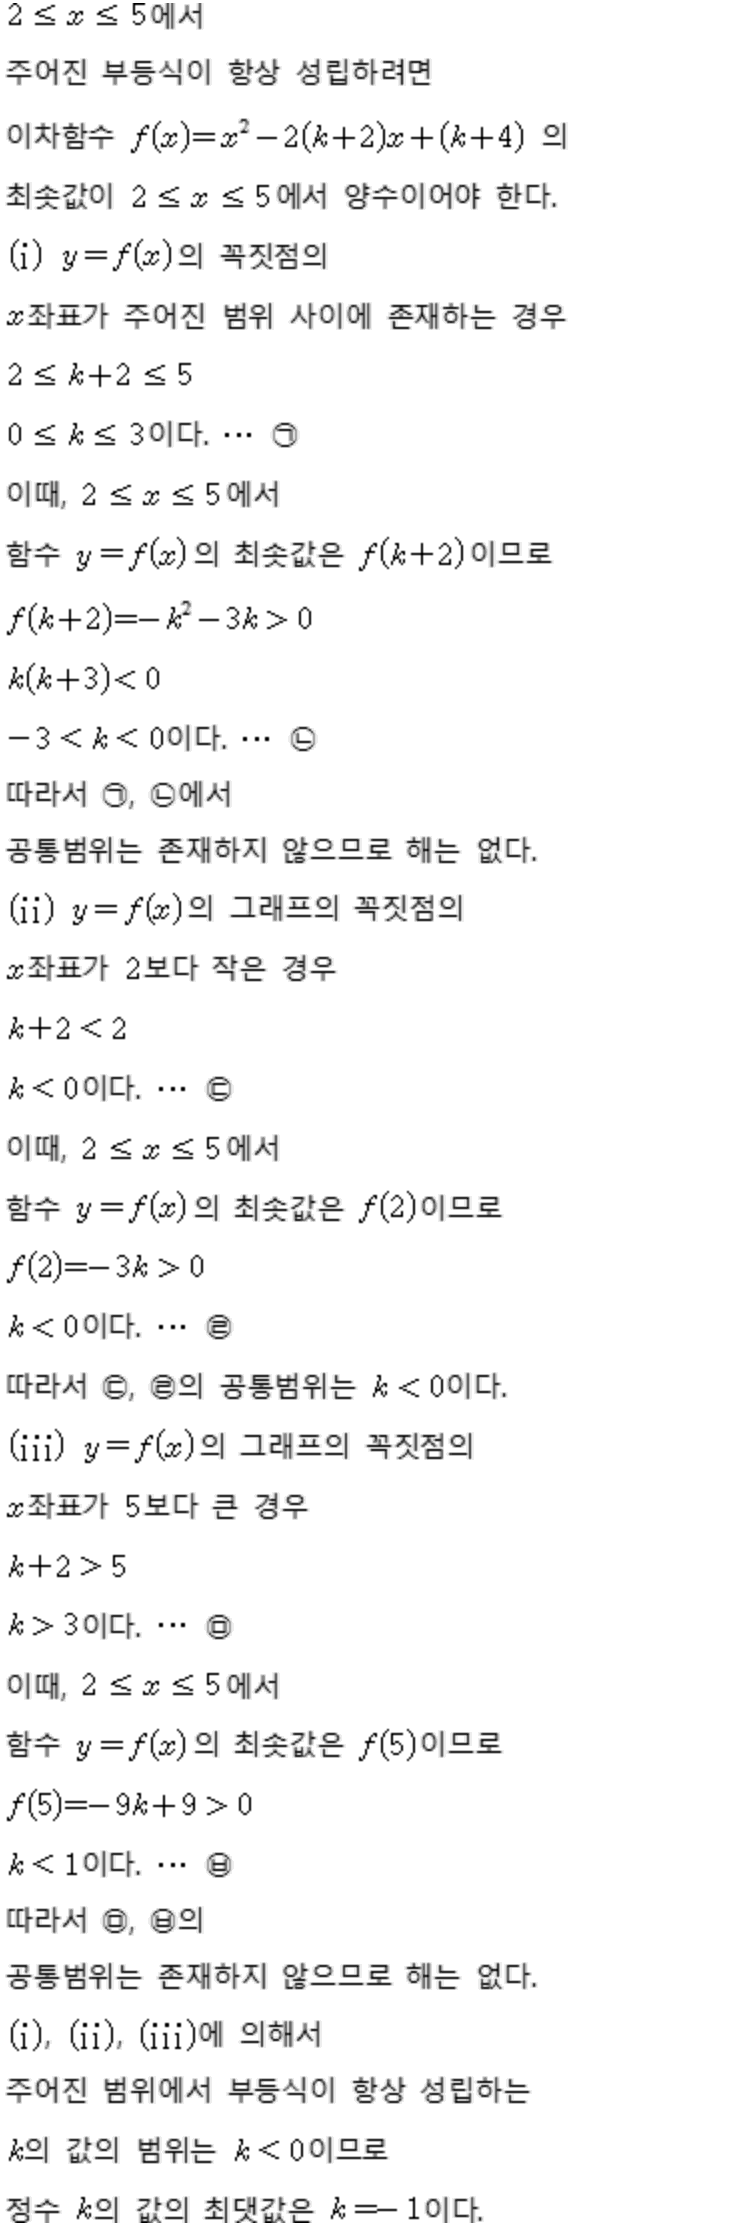 2 ≤ x ≤ 5에서
주어진 부등식이 항상 성립하려면
이차함수 f(x)=x²-2(k+2)x+(k+4) 의
최솟값이 2 ≤ x ≤ 5에서 양수이어야 한다.
(i) y=f(x)의 꼭짓점의
x좌표가 주어진 범위 사이에 존재하는 경우
2 ≤ k+2 ≤ 5
0 ≤ k ≤ 3이다. ⋯ ㉠
이때, 2 ≤ x ≤ 5에서
함수 y=f(x)의 최솟값은 f(k+2)이므로
f(k+2)=-k²-3k > 0
k(k+3)< 0
-3 < k < 0이다. ⋯ ㉡
따라서 ㉠, ㉡에서
공통범위는 존재하지 않으므로 해는 없다.
(ii) y=f(x)의 그래프의 꼭짓점의
x좌표가 2보다 작은 경우
k+2 < 2
k < 0이다. ⋯ ㉢
이때, 2 ≤ x ≤ 5에서
함수 y=f(x)의 최솟값은 f(2)이므로
f(2)=-3k > 0
k < 0이다. ⋯ ㉣
따라서 ㉢, ㉣의 공통범위는 k < 0이다.
(iii) y=f(x)의 그래프의 꼭짓점의
x좌표가 5보다 큰 경우
k+2 > 5
k > 3이다. ⋯ ㉤
이때, 2 ≤ x ≤ 5에서
함수 y=f(x)의 최솟값은 f(5)이므로
f(5)=-9k+9 > 0
k < 1이다. ⋯ ㉥
따라서 ㉤, ㉥의
공통범위는 존재하지 않으므로 해는 없다.
(i), (ii), (iii)에 의해서
주어진 범위에서 부등식이 항상 성립하는
k의 값의 범위는 k < 0이므로
정수 k의 값의 최댓값은 k=-1이다.